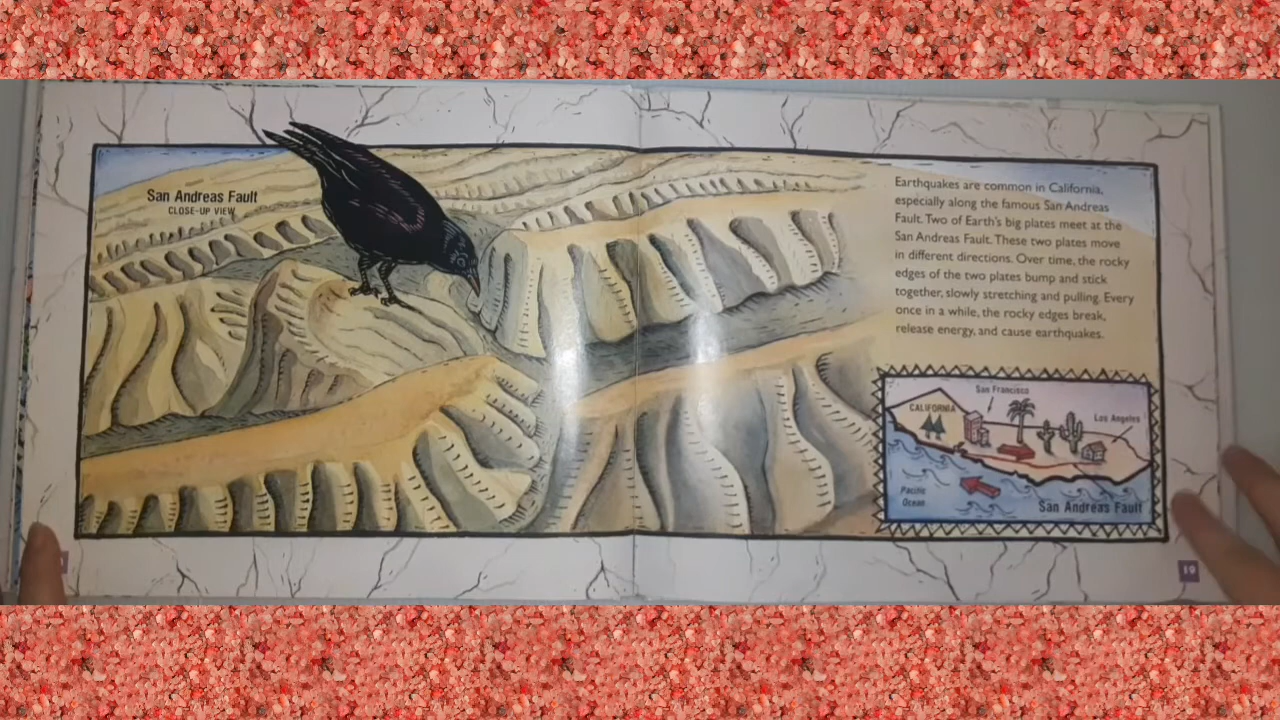 San Andreas Fault
CLOSE-UP VIEW
Earthquakes are common in California,
especially along the famous San Andreas
Fault. Two of Earth's big plates meet at the
San Andreas Fault. These two plates move
in different directions. Over time, the rocky
edges of the two plates bump and stick
together, slowly stretching and pulling. Every
once in a while, the rocky edges break,
release energy, and cause earthquakes.
San Francisco
CALIFORNIA
Los Angeles
Pacific
Ocean
San Andreas Fault
19